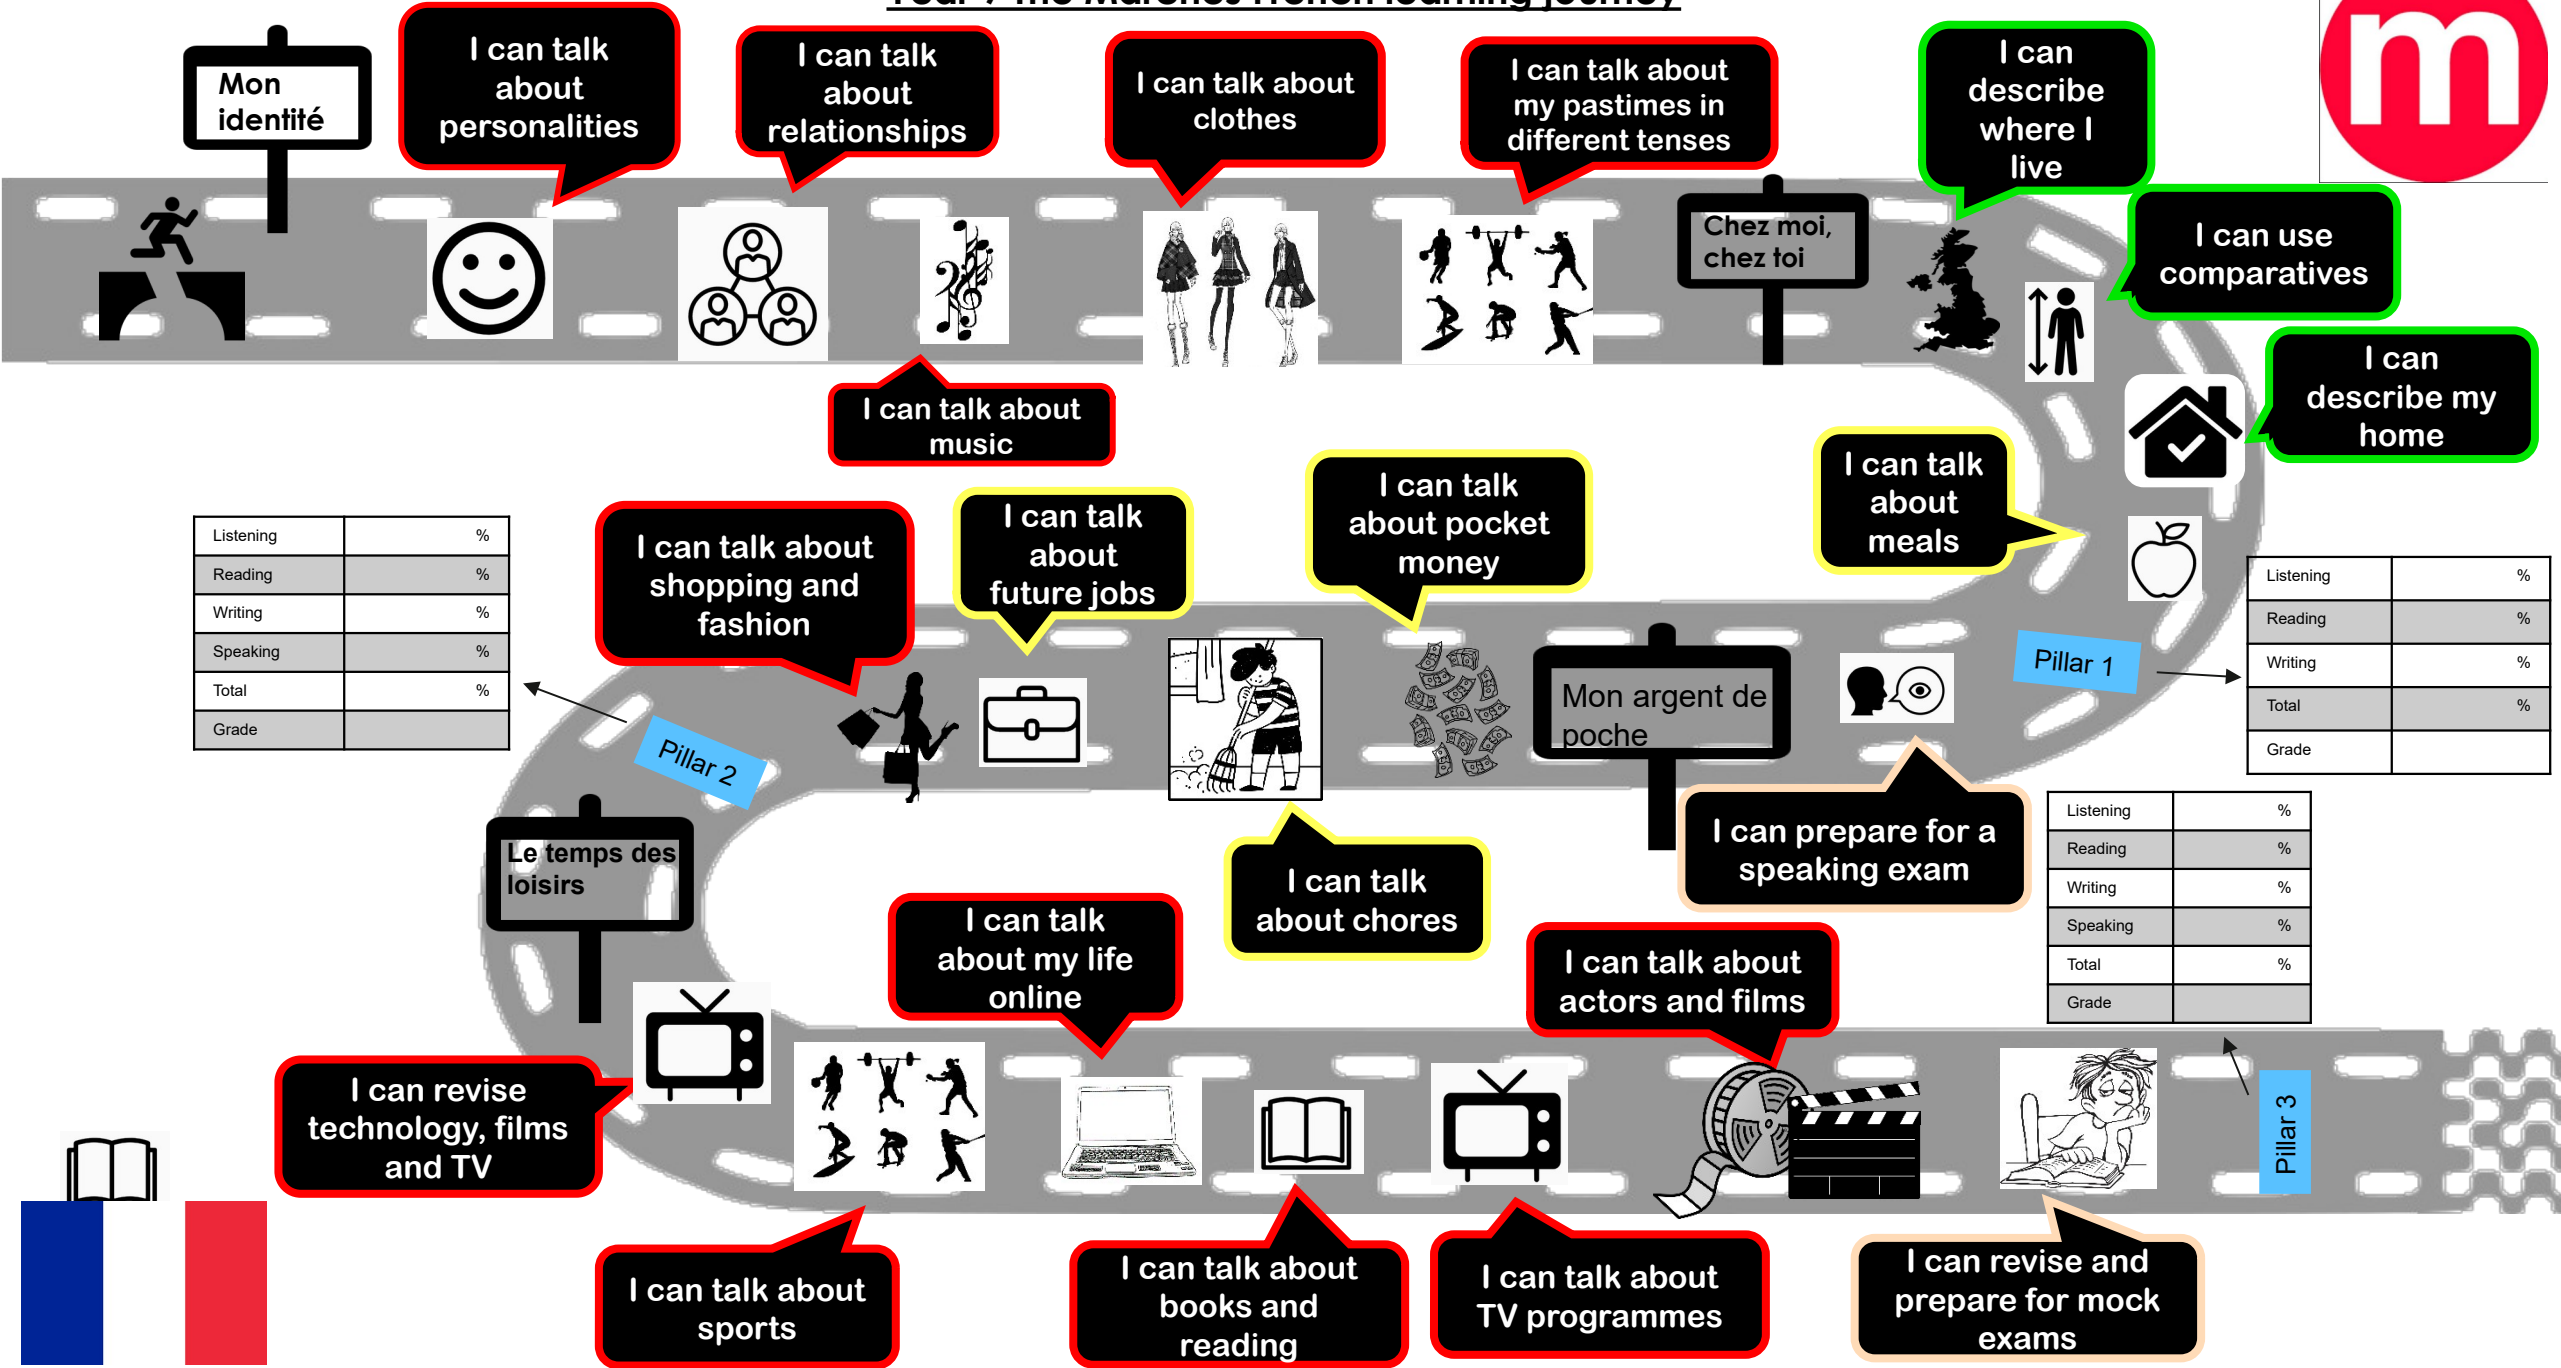 Year The Marches French learning journey
m
Mon
identité
I can talk
about
personalities
I can talk
about
relationships
I can talk about
music
I can talk about
clothes
I can talk about
my pastimes in
different tenses
Chez moi,
chez toi
I can
describe
where I
live
I can use
comparatives
I can
describe my
home
I can talk
about
meals
Pillar 1
Listening %
Reading %
Writing %
Total %
Grade
I can prepare for a
speaking exam
Mon argent de
poche
I can talk
about pocket
money
I can talk
about chores
I can talk
about
future jobs
I can talk about
shopping and
fashion
Pillar 2
Listening %
Reading %
Writing %
Speaking %
Total %
Grade
Le temps des
loisirs
I can revise
technology, films
and TV
I can talk about
sports
I can talk
about my life
online
I can talk about
books and
reading
I can talk about
TV programmes
I can talk about
actors and films
I can revise and
prepare for mock
exams
Pillar 3
Listening %
Reading %
Writing %
Speaking %
Total %
Grade